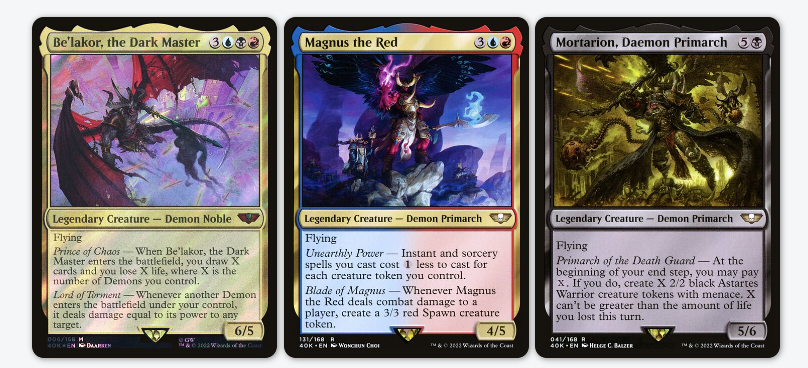 Be'lakor, the Dark Master 3
Legendary Creature — Demon Noble
Flying
Prince of Chaos — When Be'lakor, the Dark
Master enters the battlefield, you draw X
cards and you lose X life, where X is the
number of Demons you control.
Lord of Torment — Whenever another Demon
enters the battlefield under your control,
it deals damage equal to its power to any
target.
6/5
M
40K EN DAARKEN
© GW
™ & © 2022 Wizards of the Coast
Magnus the Red 3
Legendary Creature — Demon Primarch
Flying
Unearthly Power — Instant and sorcery
spells you cast cost 1 less to cast for
each creature token you control.
Blade of Magnus — Whenever Magnus
the Red deals combat damage to a
player, create a 3/3 red Spawn creature
token.
4/5
131/168 R
40K • EN WONCHUN CHOI
™ & © 2022 Wizards of the Coast
Mortarion, Daemon Primarch 5
Legendary Creature — Demon Primarch
Flying
Primarch of the Death Guard — At the
beginning of your end step, you may pay
X. If you do, create X 2/2 black Astartes
Warrior creature tokens with menace. X
can't be greater than the amount of life
you lost this turn.
5/6
041/168 R
40K • EN HELGE C. BALZER
™ & © 2022 Wizards of the Coast